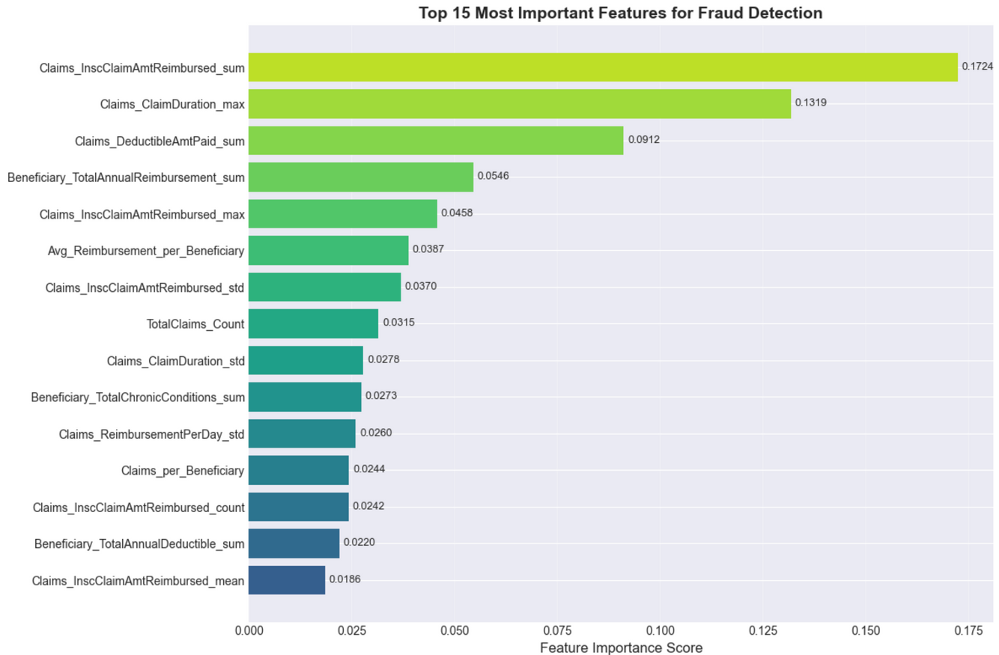 Top 15 Most Important Features for Fraud Detection
Claims_InscClaimAmtReimbursed_sum 0.1724
Claims_ClaimDuration_max 0.1319
Claims_DeductibleAmtPaid_sum 0.0912
Beneficiary_TotalAnnualReimbursement_sum 0.0546
Claims_InscClaimAmtReimbursed_max 0.0458
Avg_Reimbursement_per_Beneficiary 0.0387
Claims_InscClaimAmtReimbursed_std 0.0370
TotalClaims_Count 0.0315
Claims_ClaimDuration_std 0.0278
Beneficiary_TotalChronicConditions_sum 0.0273
Claims_ReimbursementPerDay_std 0.0260
Claims_per_Beneficiary 0.0244
Claims_InscClaimAmtReimbursed_count 0.0242
Beneficiary_TotalAnnualDeductible_sum 0.0220
Claims_InscClaimAmtReimbursed_mean 0.0186
0.000 0.025 0.050 0.075 0.100 0.125 0.150 0.175
Feature Importance Score